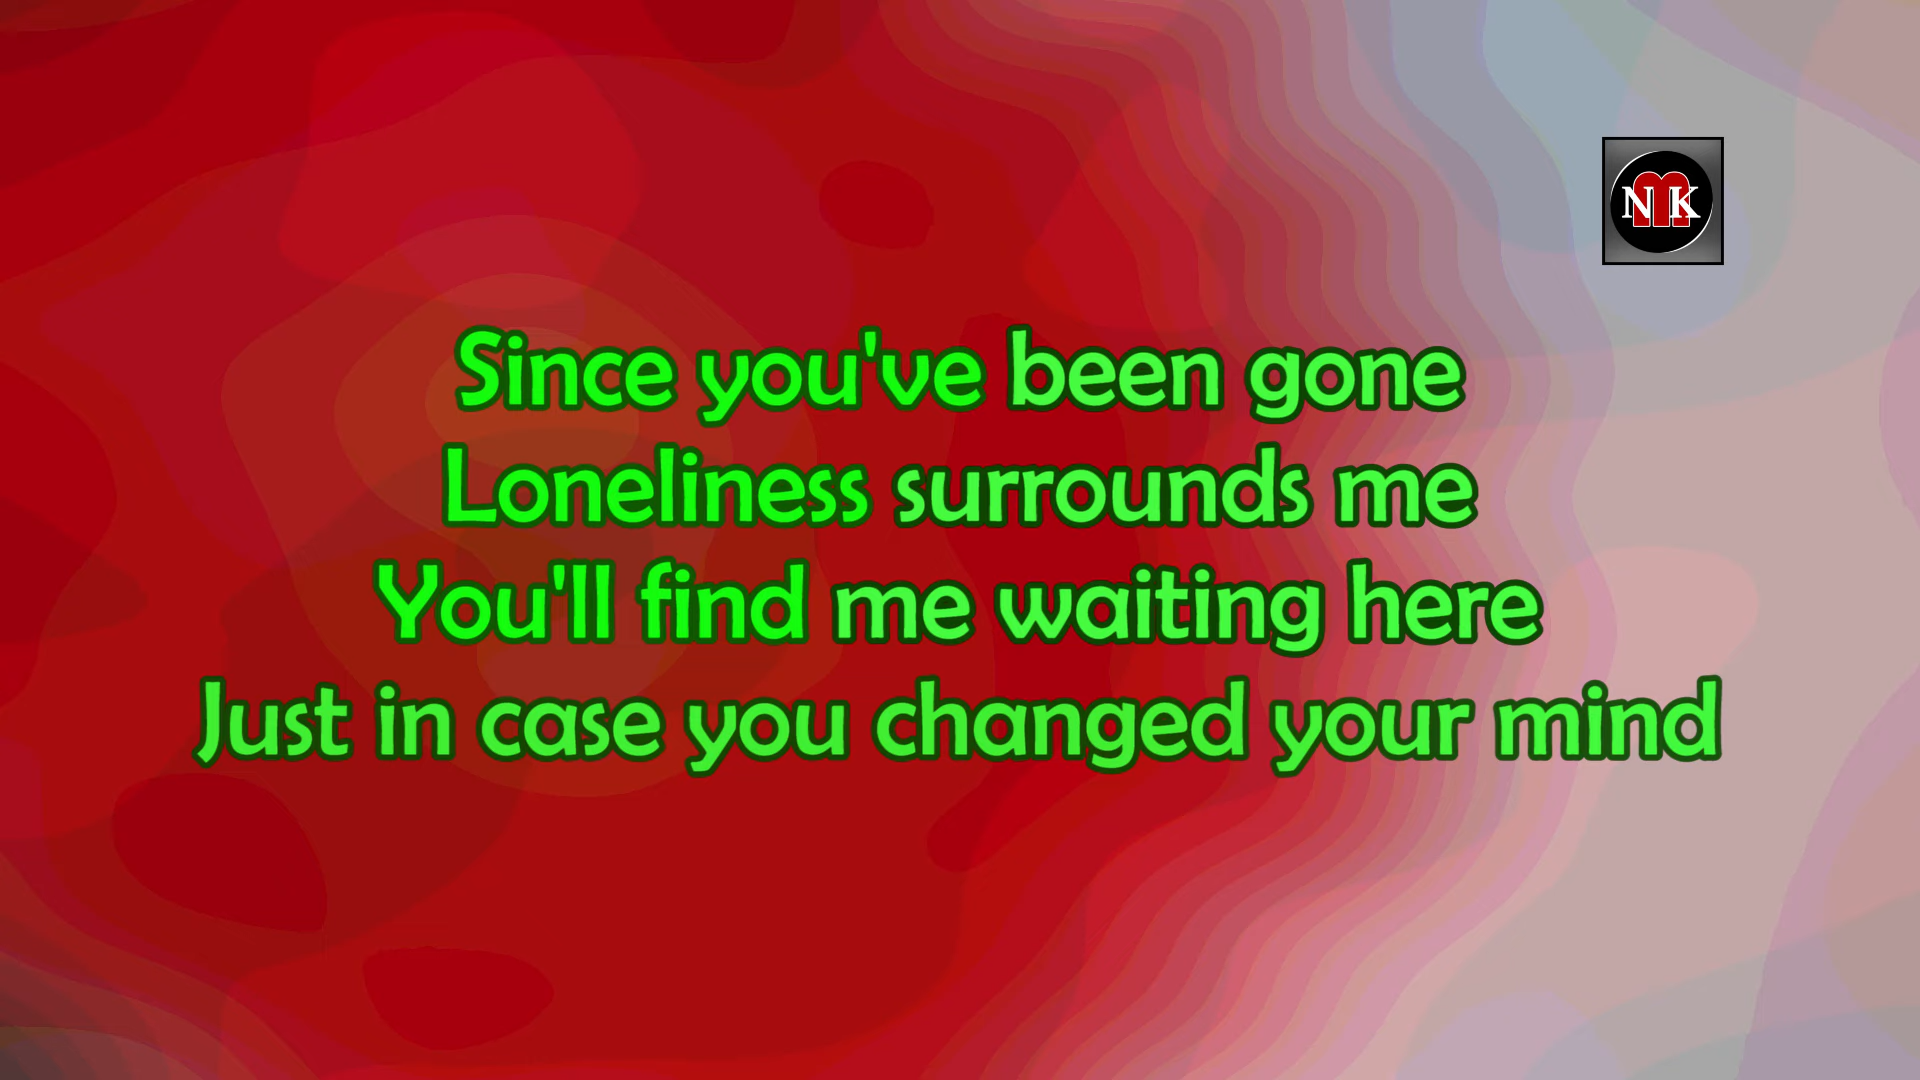 NMK
Since you've been gone
Loneliness surrounds me
You'll find me waiting here
Just in case you changed your mind